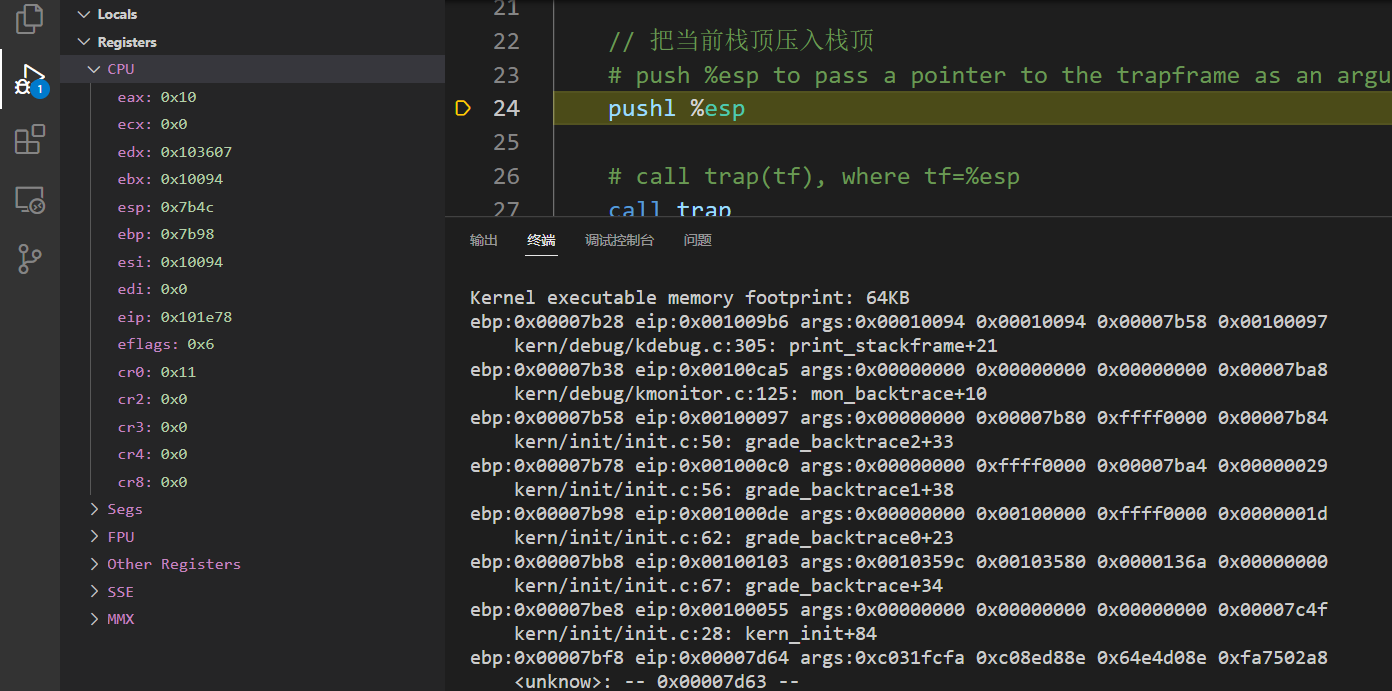 Locals
Registers
CPU
eax: 0x10
ecx: 0x0
edx: 0x103607
ebx: 0x10094
esp: 0x7b4c
ebp: 0x7b98
esi: 0x10094
edi: 0x0
eip: 0x101e78
eflags: 0x6
cr0: 0x11
cr2: 0x0
cr3: 0x0
cr4: 0x0
cr8: 0x0
Segs
FPU
Other Registers
SSE
MMX
1
21
22 // 把当前栈顶压入栈顶
23 # push %esp to pass a pointer to the trapframe as an argu
24 pushl %esp
25
26 # call trap(tf), where tf=%esp
27 call trap
输出 终端 调试控制台 问题
Kernel executable memory footprint: 64KB
ebp:0x00007b28 eip:0x001009b6 args:0x00010094 0x00010094 0x00007b58 0x00100097
kern/debug/kdebug.c:305: print_stackframe+21
ebp:0x00007b38 eip:0x00100ca5 args:0x00000000 0x00000000 0x00000000 0x00007ba8
kern/debug/kmonitor.c:125: mon_backtrace+10
ebp:0x00007b58 eip:0x00100097 args:0x00000000 0x00007b80 0xffff0000 0x00007b84
kern/init/init.c:50: grade_backtrace2+33
ebp:0x00007b78 eip:0x001000c0 args:0x00000000 0xffff0000 0x00007ba4 0x00000029
kern/init/init.c:56: grade_backtrace1+38
ebp:0x00007b98 eip:0x001000de args:0x00000000 0x00100000 0xffff0000 0x0000001d
kern/init/init.c:62: grade_backtrace0+23
ebp:0x00007bb8 eip:0x00100103 args:0x0010359c 0x00103580 0x0000136a 0x00000000
kern/init/init.c:67: grade_backtrace+34
ebp:0x00007be8 eip:0x00100055 args:0x00000000 0x00000000 0x00000000 0x00007c4f
kern/init/init.c:28: kern_init+84
ebp:0x00007bf8 eip:0x00007d64 args:0xc031fcfa 0xc08ed88e 0x64e4d08e 0xfa7502a8
<unknow>: -- 0x00007d63 --